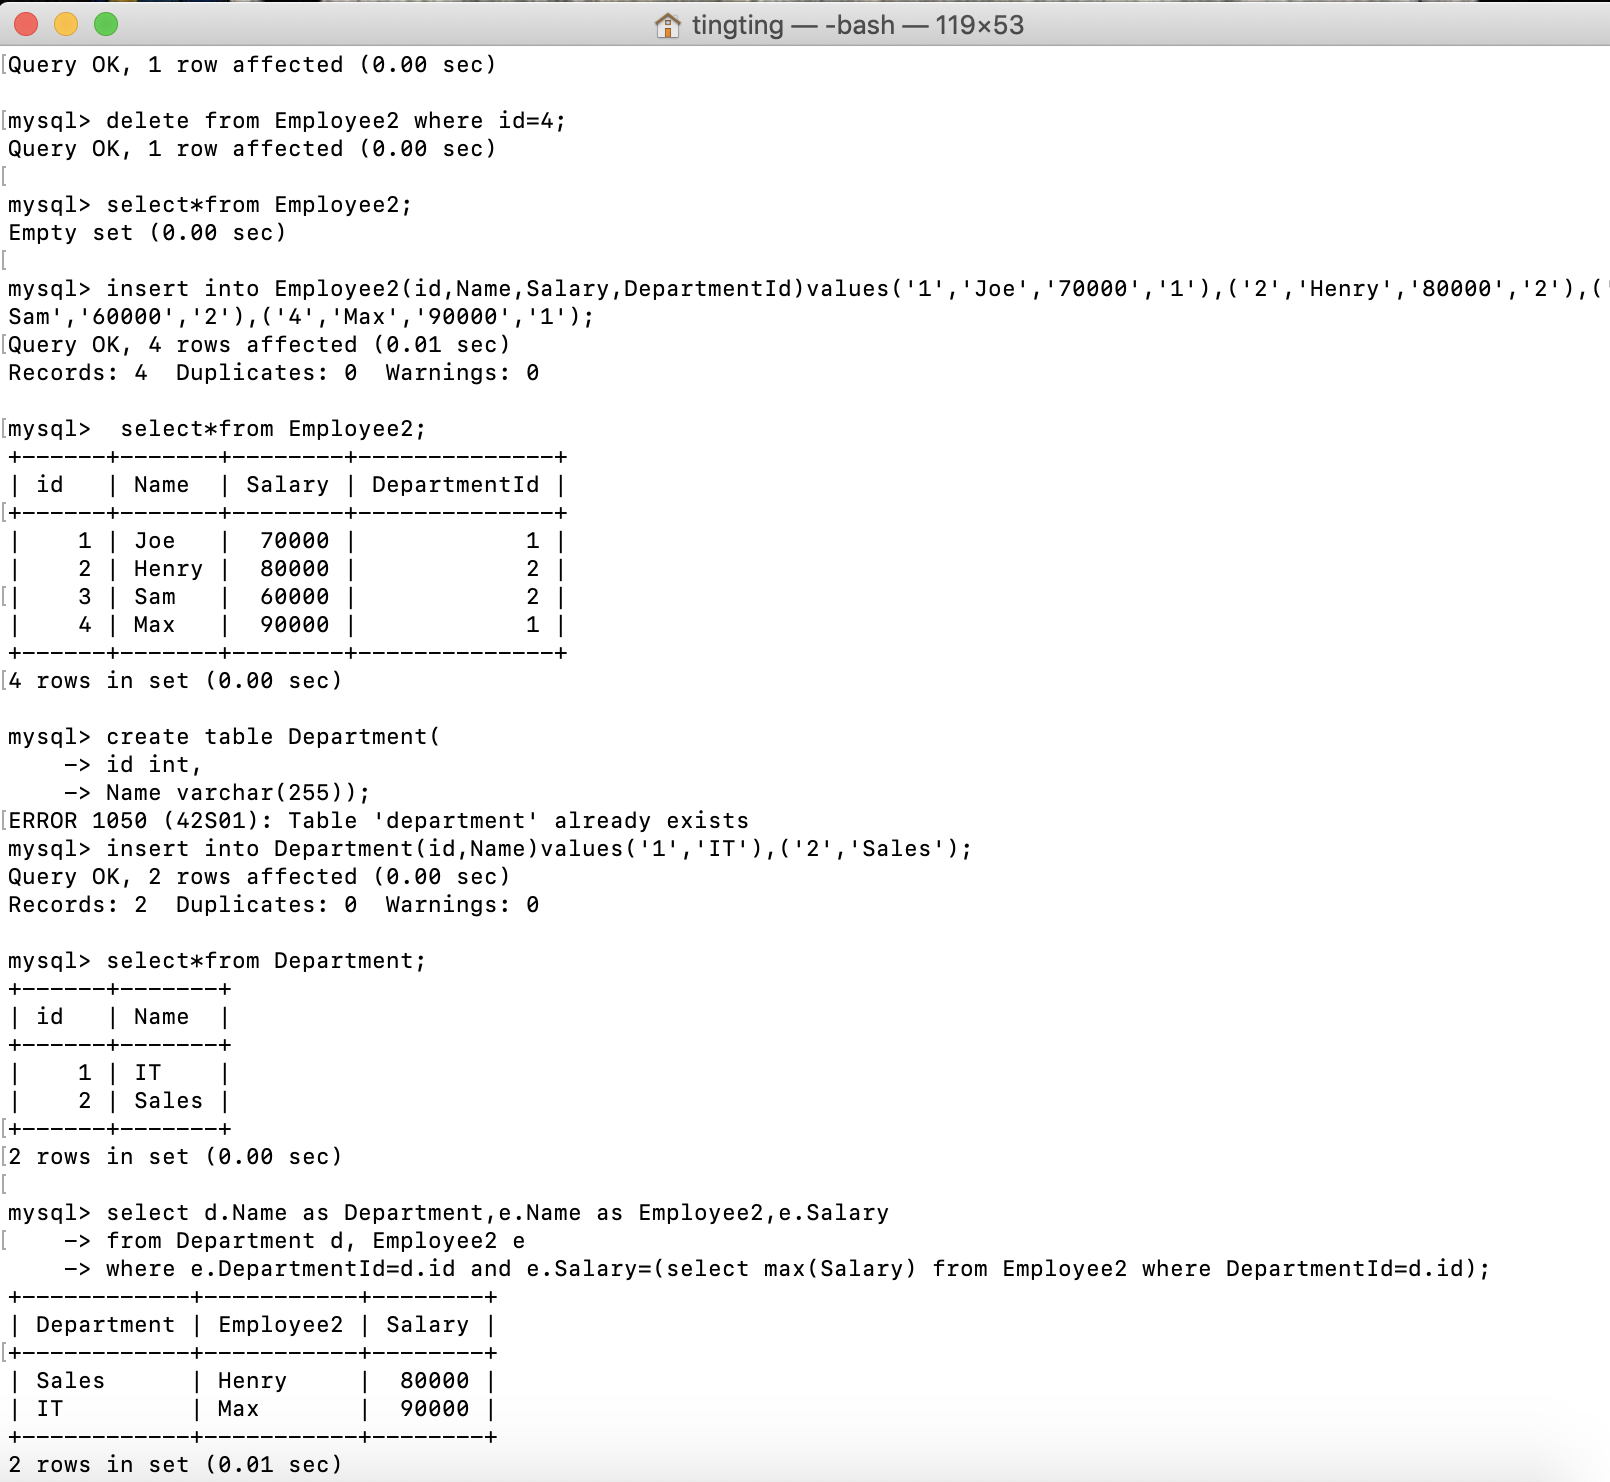 tingting — -bash — 119×53
Query OK, 1 row affected (0.00 sec)
mysql> delete from Employee2 where id=4;
Query OK, 1 row affected (0.00 sec)
mysql> select*from Employee2;
Empty set (0.00 sec)
mysql> insert into Employee2(id,Name,Salary,DepartmentId)values('1','Joe','70000','1'),('2','Henry','80000','2'),('
Sam','60000','2'),('4','Max','90000','1');
Query OK, 4 rows affected (0.01 sec)
Records: 4  Duplicates: 0  Warnings: 0
mysql>  select*from Employee2;
+------+-------+--------+--------------+
| id   | Name  | Salary | DepartmentId |
+------+-------+--------+--------------+
|    1 | Joe   |  70000 |            1 |
|    2 | Henry |  80000 |            2 |
|    3 | Sam   |  60000 |            2 |
|    4 | Max   |  90000 |            1 |
+------+-------+--------+--------------+
4 rows in set (0.00 sec)
mysql> create table Department(
    -> id int,
    -> Name varchar(255));
ERROR 1050 (42S01): Table 'department' already exists
mysql> insert into Department(id,Name)values('1','IT'),('2','Sales');
Query OK, 2 rows affected (0.00 sec)
Records: 2  Duplicates: 0  Warnings: 0
mysql> select*from Department;
+------+-------+
| id   | Name  |
+------+-------+
|    1 | IT    |
|    2 | Sales |
+------+-------+
2 rows in set (0.00 sec)
mysql> select d.Name as Department,e.Name as Employee2,e.Salary
    -> from Department d, Employee2 e
    -> where e.DepartmentId=d.id and e.Salary=(select max(Salary) from Employee2 where DepartmentId=d.id);
+------------+-----------+--------+
| Department | Employee2 | Salary |
+------------+-----------+--------+
| Sales      | Henry     |  80000 |
| IT         | Max       |  90000 |
+------------+-----------+--------+
2 rows in set (0.01 sec)